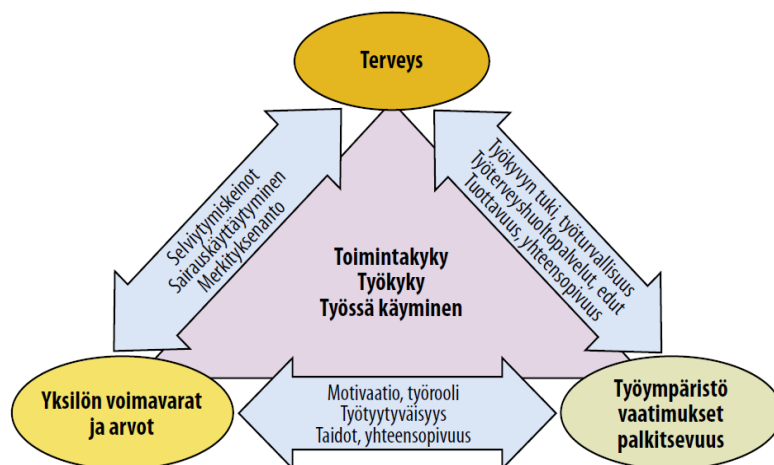 Terveys
Selviytymiskeinot
Sairauskäyttäytyminen
Merkityksenanto
Työkyvyn tuki, työturvallisuus
Työterveyshuoltopalvelut, edut
Tuottavuus, yhteensopivuus
Toimintakyky
Työkyky
Työssä käyminen
Yksilön voimavarat
ja arvot
Motivaatio, työrooli
Työtyytyväisyys
Taidot, yhteensopivuus
Työympäristö
vaatimukset
palkitsevuus